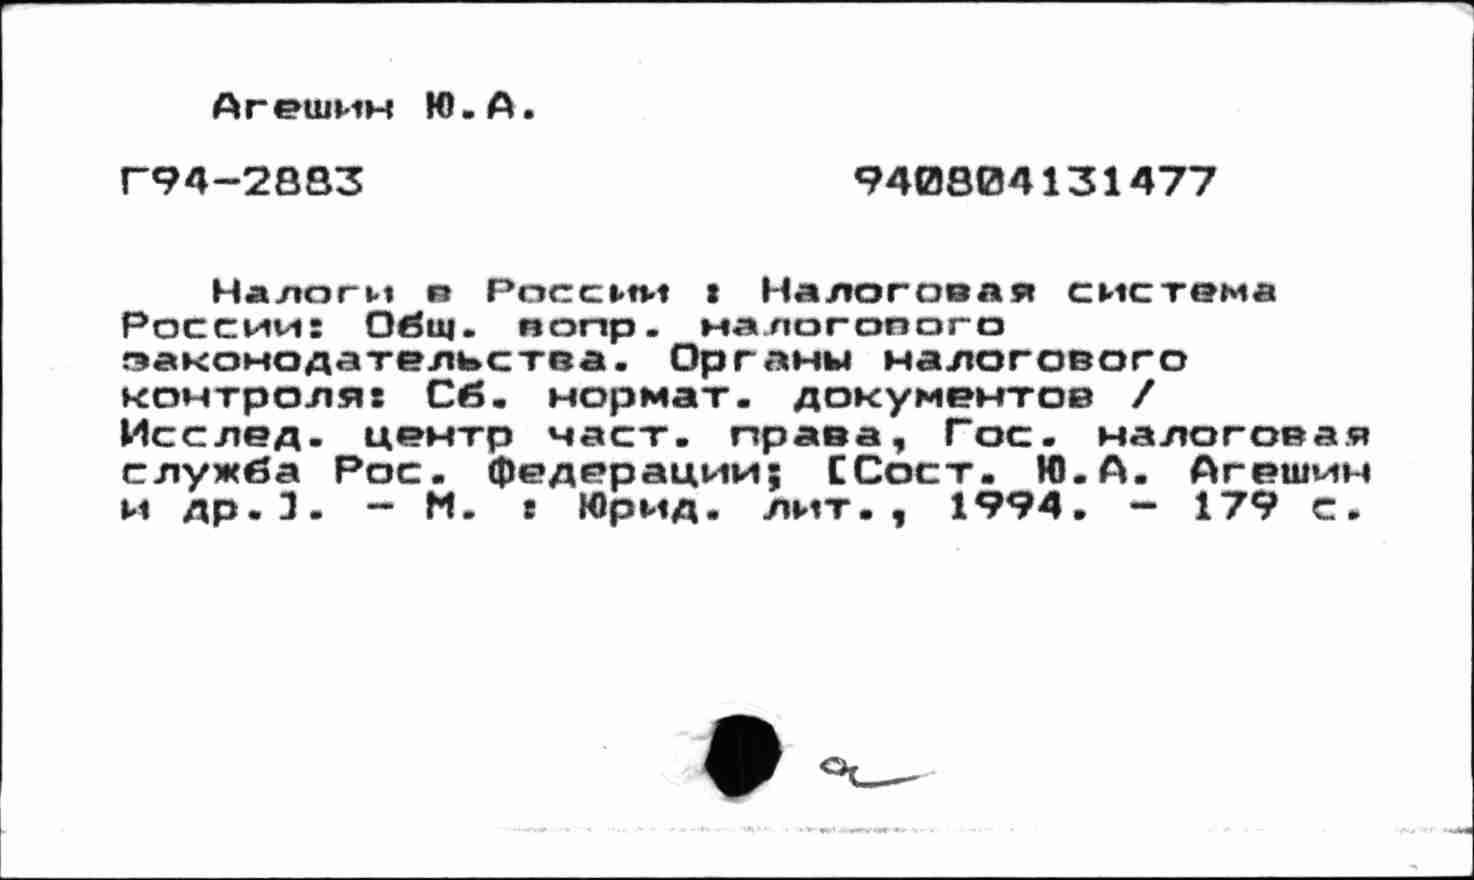 Агешин Ю.А.
Г94-2883 940804131477
Налоги в России : Налоговая система
России: Общ. вопр. налогового
законодательства. Органы налогового
контроля: Сб. нормат. документов /
Исслед. центр част. права, Гос. налоговая
служба Рос. Федерации; [Сост. Ю.А. Агешин
и др.]. - М. : Юрид. лит., 1994. - 179 с.